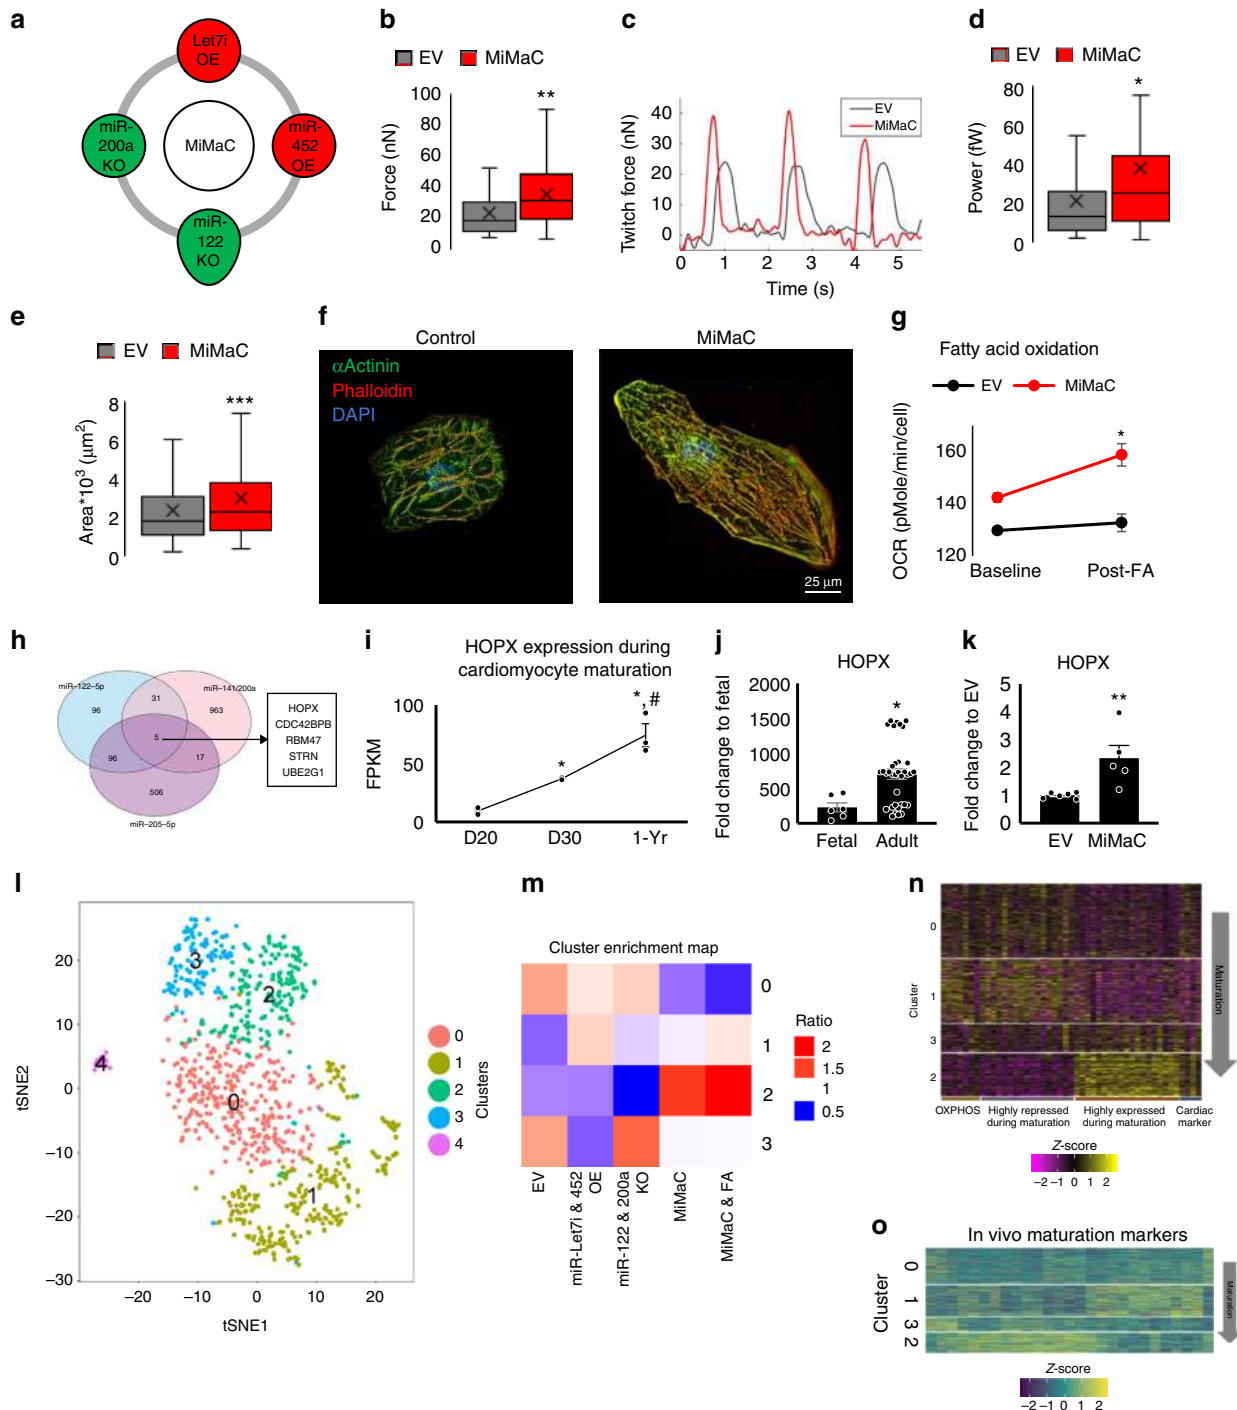 a
Let7i
OE
miR-
200a
KO
MiMaC
miR-
452
OE
miR-
122
KO
b
EV MiMaC
Force (nN)
100
80
60
40
20
0
**
c
Twitch force (nN)
40
30
20
10
0
EV
MiMaC
0 1 2 3 4 5
Time (s)
d
EV MiMaC
Power (fW)
80
60
40
20
0
*
e
EV MiMaC
Area*10³ (μm²)
8
6
4
2
0
***
f
Control MiMaC
αActinin
Phalloidin
DAPI
25 μm
g
Fatty acid oxidation
EV MiMaC
OCR (pMole/min/cell)
160
140
120
*
Baseline Post-FA
h
miR–122–5p
miR–141/200a
31
96
963
5
96
17
506
miR–205–5p
HOPX
CDC42BPB
RBM47
STRN
UBE2G1
i
HOPX expression during
cardiomyocyte maturation
FPKM
100
50
0
*
*, #
D20 D30 1-Yr
j
HOPX
Fold change to fetal
2000
1500
1000
500
0
*
Fetal Adult
k
HOPX
Fold change to EV
5
4
3
2
1
0
**
EV MiMaC
l
tSNE2
20
10
0
−10
−20
−30
−20 −10 0 10 20
tSNE1
3
2
4
0
1
0
1
2
3
4
Clusters
m
Cluster enrichment map
0
1
2
3
EV
miR-Let7i & 452
OE
miR-122 & 200a
KO
MiMaC
MiMaC & FA
Ratio
2
1.5
1
0.5
n
Cluster
0
1
3
2
Maturation
OXPHOS
Highly repressed
during maturation
Highly expressed
during maturation
Cardiac
marker
Z-score
−2 −1 0 1 2
o
In vivo maturation markers
Cluster
0
1
3
2
Maturation
Z-score
−2 −1 0 1 2